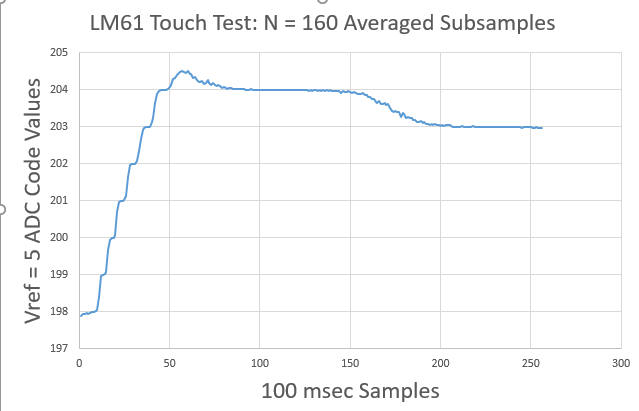 LM61 Touch Test: N = 160 Averaged Subsamples
Vref = 5 ADC Code Values
205
204
203
202
201
200
199
198
197
0 50 100 150 200 250 300
100 msec Samples